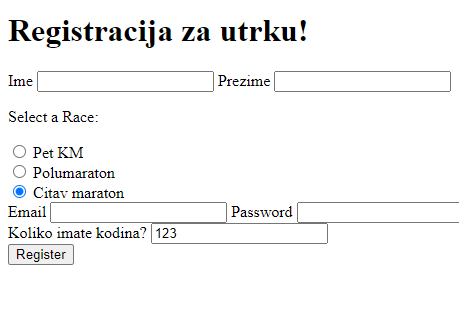 Registracija za utrku!
Ime Prezime
Select a Race:
Pet KM
Polumaraton
Citav maraton
Email Password
Koliko imate kodina? 123
Register